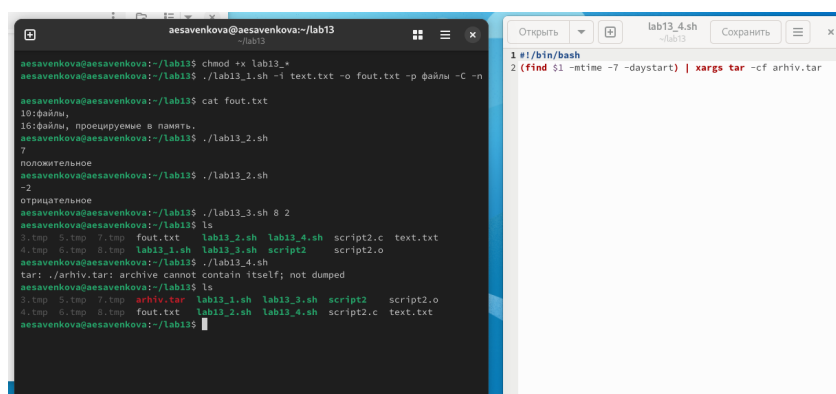 aesavenkova@aesavenkova:~/lab13
~/lab13
aesavenkova@aesavenkova:~/lab13$ chmod +x lab13_*
aesavenkova@aesavenkova:~/lab13$ ./lab13_1.sh -i text.txt -o fout.txt -p файлы -C -n
aesavenkova@aesavenkova:~/lab13$ cat fout.txt
10:файлы,
16:файлы, проецируемые в память.
aesavenkova@aesavenkova:~/lab13$ ./lab13_2.sh
7
положительное
aesavenkova@aesavenkova:~/lab13$ ./lab13_2.sh
-2
отрицательное
aesavenkova@aesavenkova:~/lab13$ ./lab13_3.sh 8 2
aesavenkova@aesavenkova:~/lab13$ ls
3.tmp 5.tmp 7.tmp fout.txt lab13_2.sh lab13_4.sh script2.c text.txt
4.tmp 6.tmp 8.tmp lab13_1.sh lab13_3.sh script2 script2.o
aesavenkova@aesavenkova:~/lab13$ ./lab13_4.sh
tar: ./arhiv.tar: archive cannot contain itself; not dumped
aesavenkova@aesavenkova:~/lab13$ ls
3.tmp 5.tmp 7.tmp arhiv.tar lab13_1.sh lab13_3.sh script2 script2.o
4.tmp 6.tmp 8.tmp fout.txt lab13_2.sh lab13_4.sh script2.c text.txt
aesavenkova@aesavenkova:~/lab13$
Открыть lab13_4.sh Сохранить
~/lab13
1 #!/bin/bash
2 (find $1 -mtime -7 -daystart) | xargs tar -cf arhiv.tar